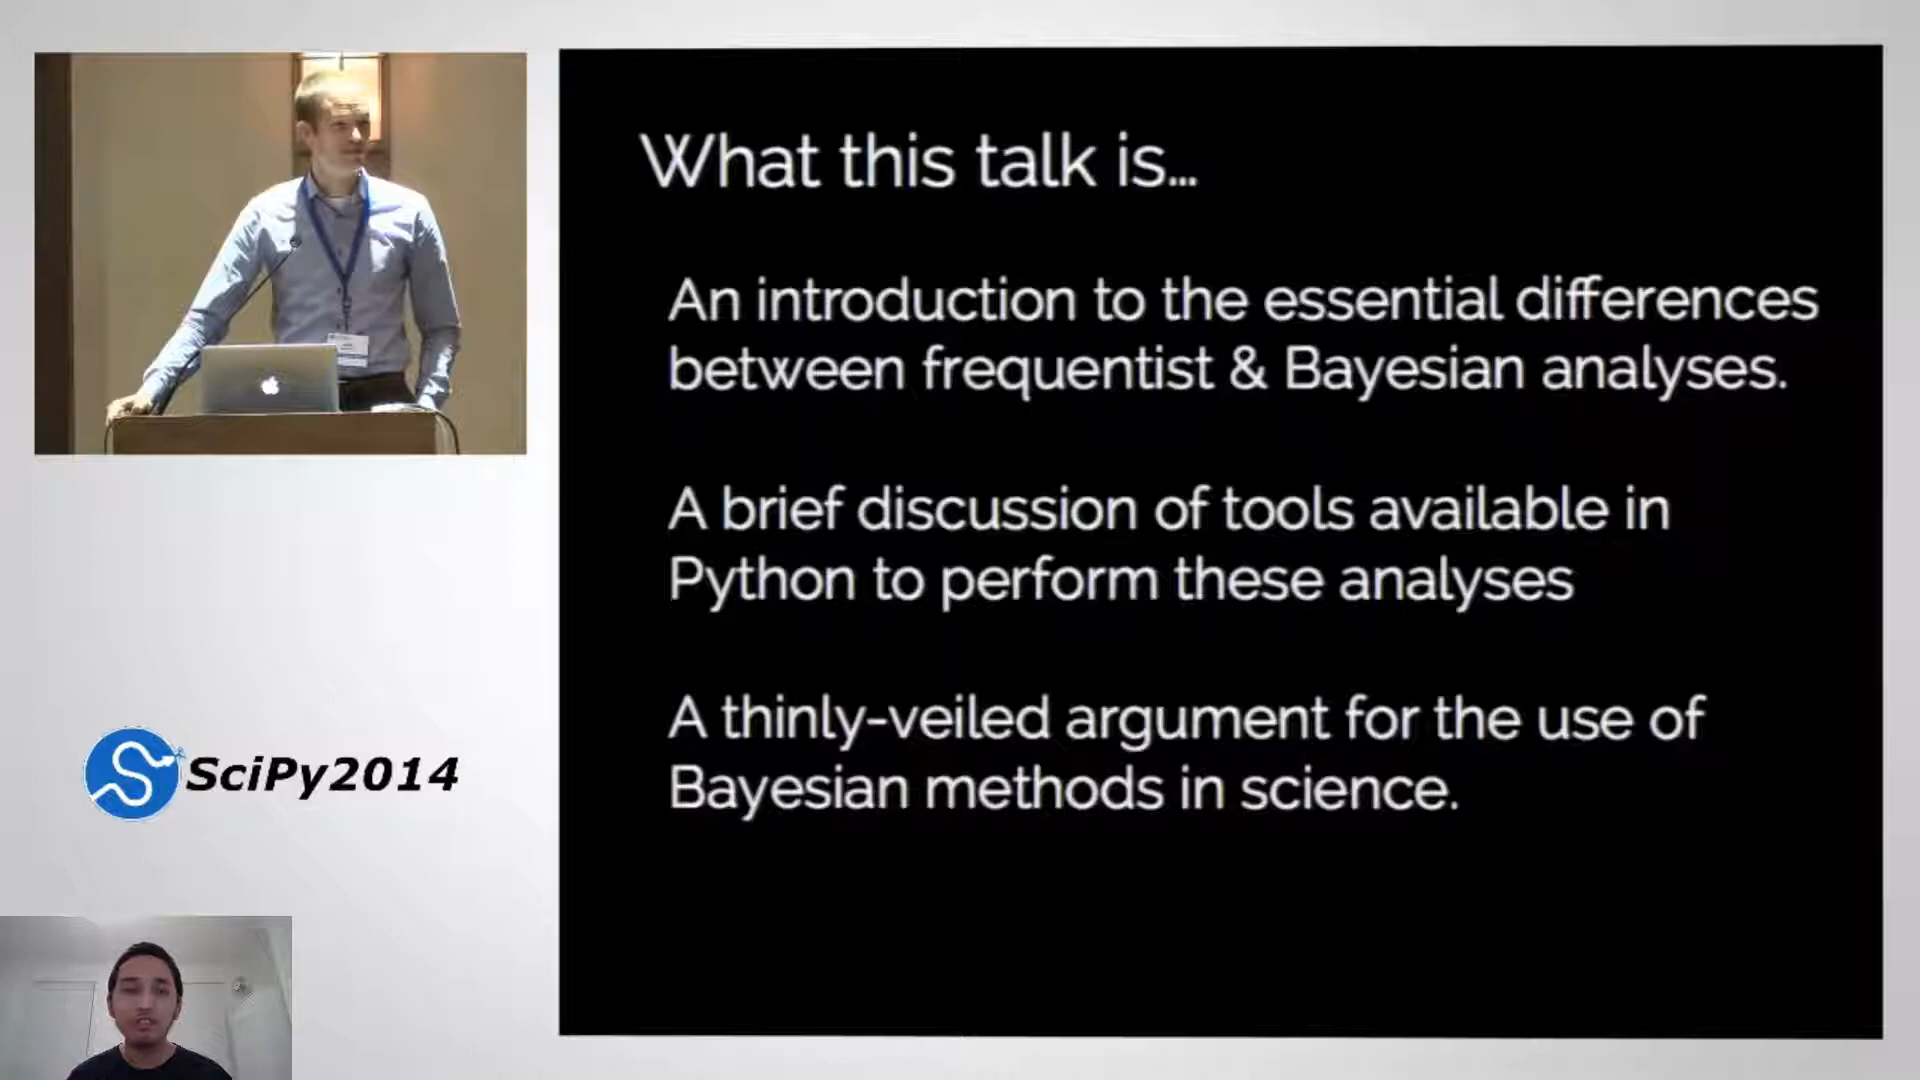 What this talk is...
An introduction to the essential differences
between frequentist & Bayesian analyses.
A brief discussion of tools available in
Python to perform these analyses
A thinly-veiled argument for the use of
Bayesian methods in science.
SciPy2014